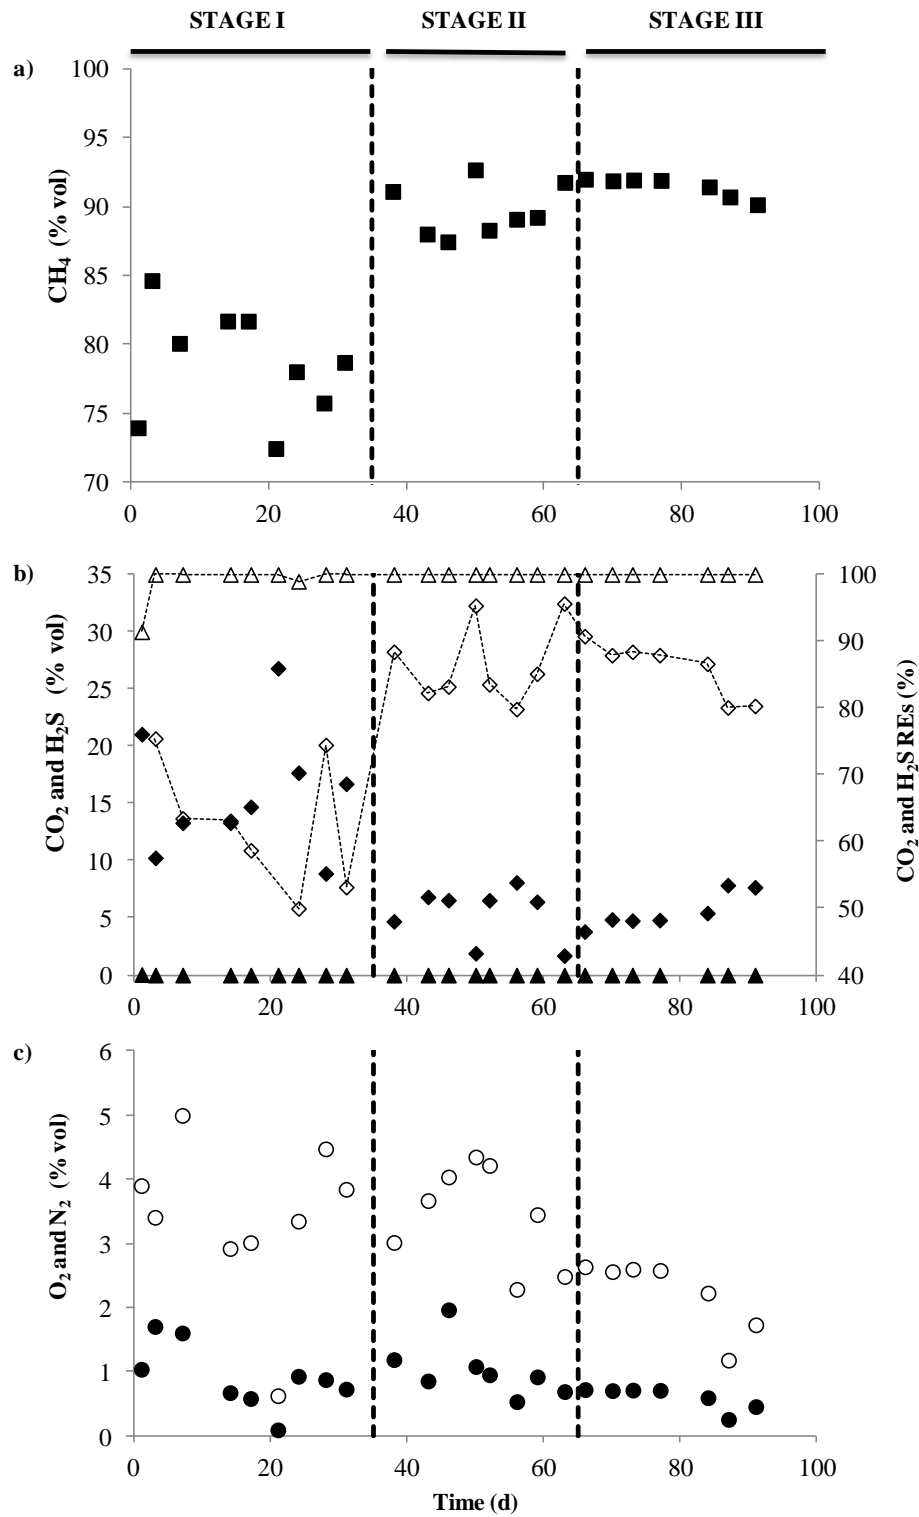 STAGE I STAGE II STAGE III
a)
CH₄ (% vol)
100
95
90
85
80
75
70
0 20 40 60 80 100
b)
CO₂ and H₂S (% vol)
35
30
25
20
15
10
5
0
100
90
80
70
60
50
40
CO₂ and H₂S REs (%)
0 20 40 60 80 100
c)
O₂ and N₂ (% vol)
6
5
4
3
2
1
0
0 20 40 60 80 100
Time (d)